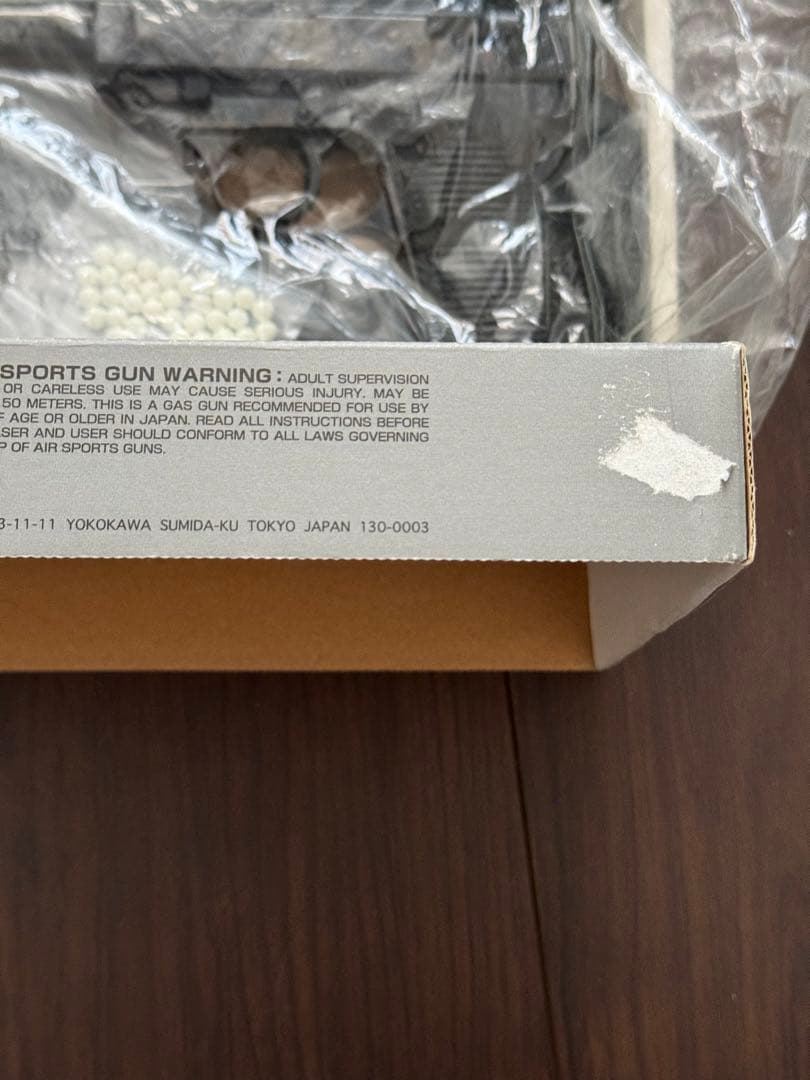 SPORTS GUN WARNING: ADULT SUPERVISION
OR CARELESS USE MAY CAUSE SERIOUS INJURY. MAY BE
50 METERS. THIS IS A GAS GUN RECOMMENDED FOR USE BY
F AGE OR OLDER IN JAPAN. READ ALL INSTRUCTIONS BEFORE
ASER AND USER SHOULD CONFORM TO ALL LAWS GOVERNING
P OF AIR SPORTS GUNS.
3-11-11 YOKOKAWA SUMIDA-KU TOKYO JAPAN 130-0003